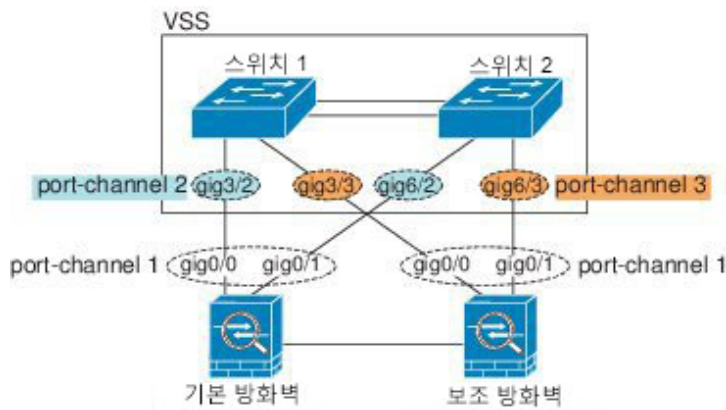 VSS
스위치 1
스위치 2
port-channel 2
gig3/2
gig3/3
gig6/2
gig6/3
port-channel 3
port-channel 1
gig0/0
gig0/1
gig0/0
gig0/1
port-channel 1
기본 방화벽
보조 방화벽